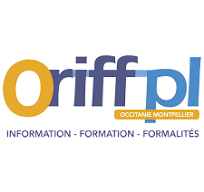 Oriff pl
OCCITANIE MONTPELLIER
INFORMATION - FORMATION - FORMALITÉS